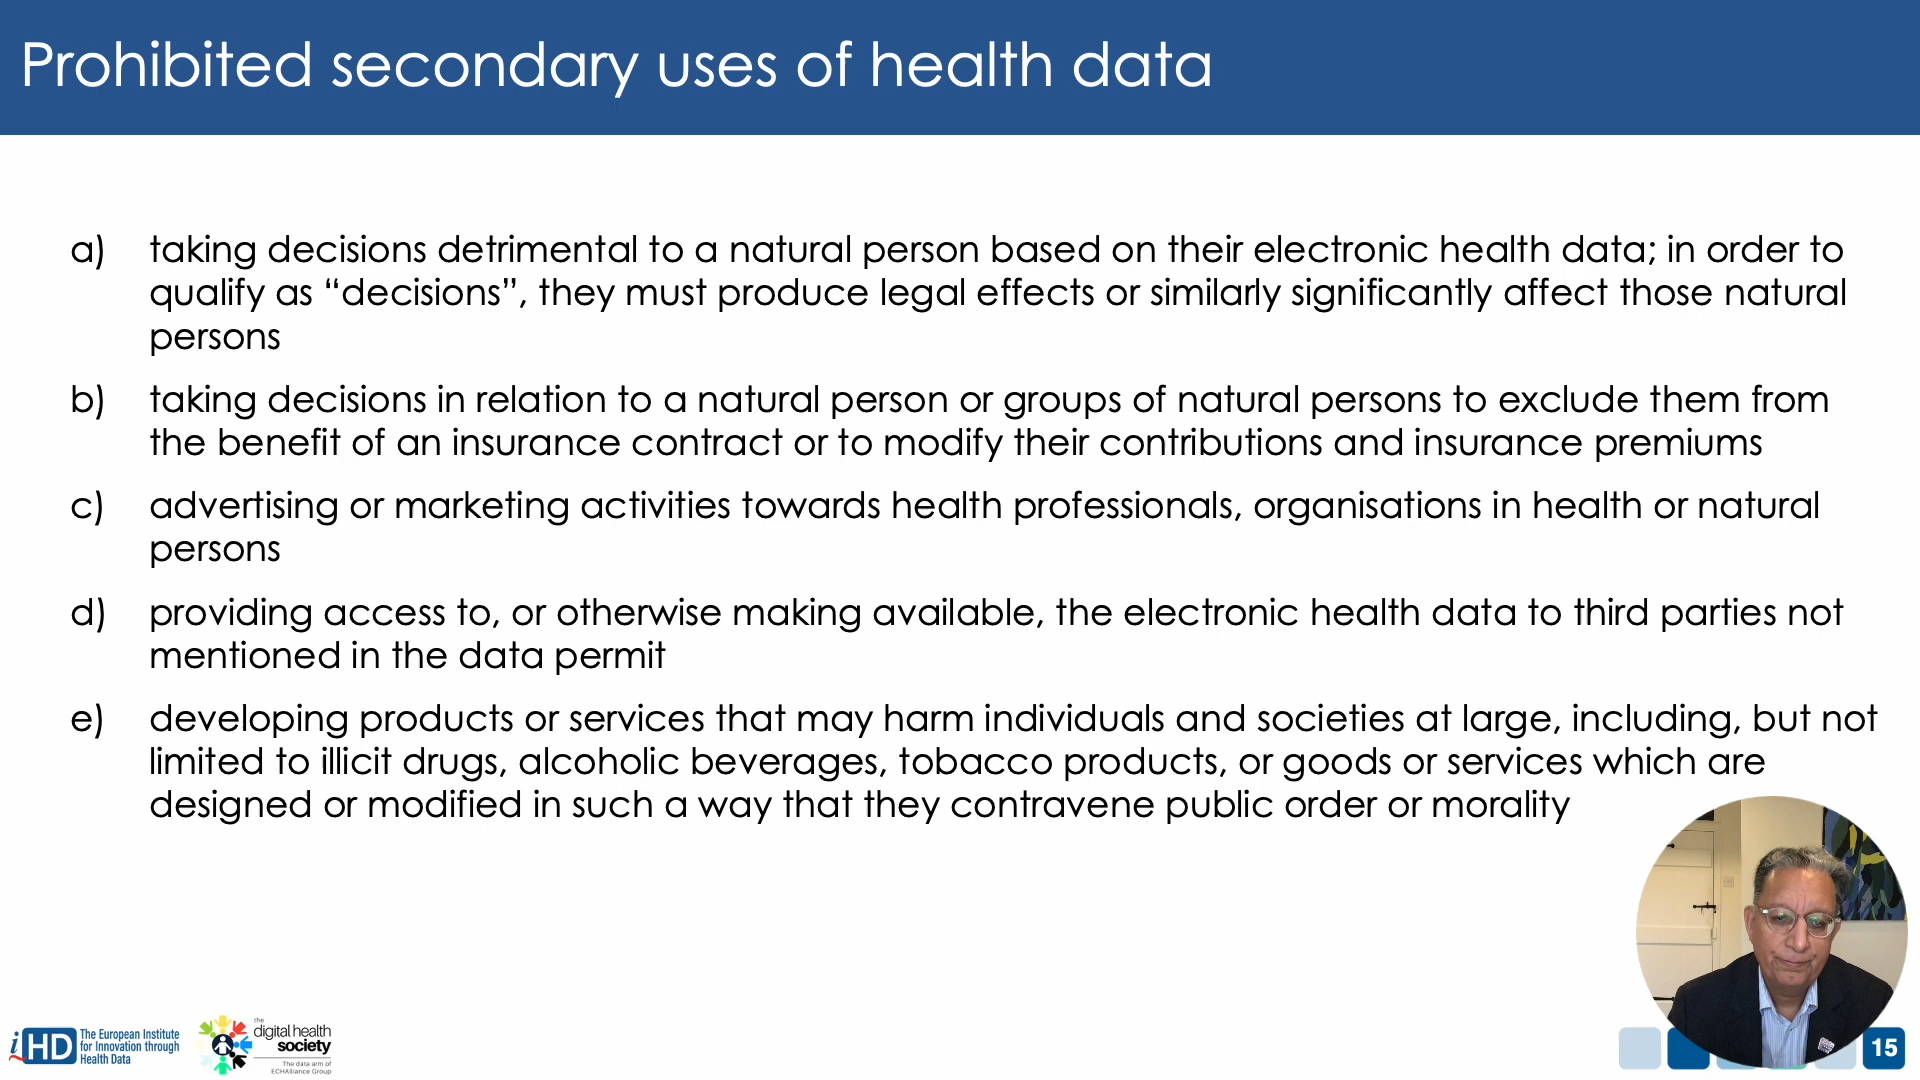 Prohibited secondary uses of health data
a) taking decisions detrimental to a natural person based on their electronic health data; in order to
qualify as “decisions”, they must produce legal effects or similarly significantly affect those natural
persons
b) taking decisions in relation to a natural person or groups of natural persons to exclude them from
the benefit of an insurance contract or to modify their contributions and insurance premiums
c) advertising or marketing activities towards health professionals, organisations in health or natural
persons
d) providing access to, or otherwise making available, the electronic health data to third parties not
mentioned in the data permit
e) developing products or services that may harm individuals and societies at large, including, but not
limited to illicit drugs, alcoholic beverages, tobacco products, or goods or services which are
designed or modified in such a way that they contravene public order or morality
iHD
The European Institute
for Innovation through
Health Data
the
digital health
society
The data arm of
ECHAlliance Group
15